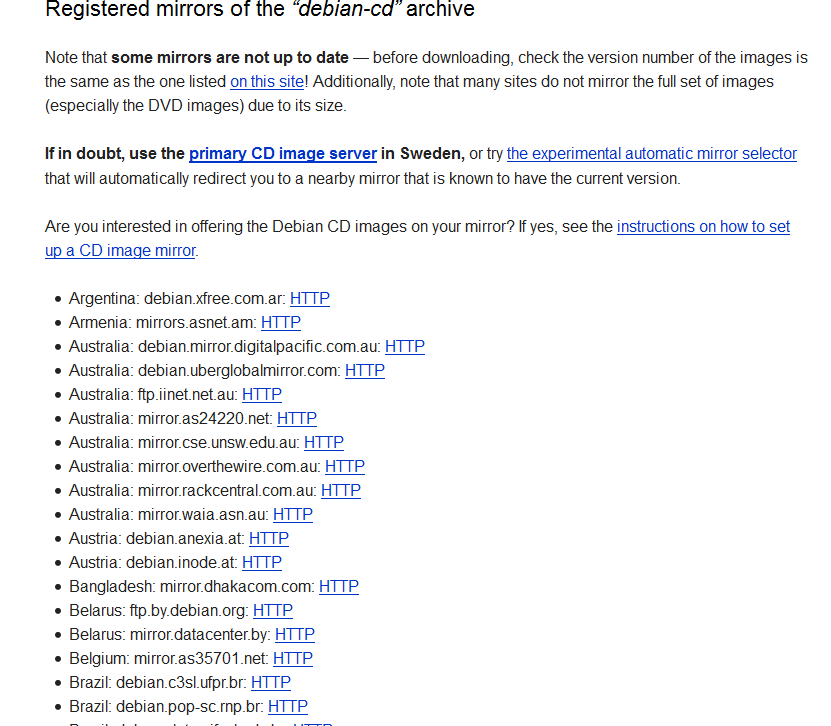 Registered mirrors of the “debian-cd” archive
Note that some mirrors are not up to date — before downloading, check the version number of the images is
the same as the one listed on this site! Additionally, note that many sites do not mirror the full set of images
(especially the DVD images) due to its size.
If in doubt, use the primary CD image server in Sweden, or try the experimental automatic mirror selector
that will automatically redirect you to a nearby mirror that is known to have the current version.
Are you interested in offering the Debian CD images on your mirror? If yes, see the instructions on how to set
up a CD image mirror.
• Argentina: debian.xfree.com.ar: HTTP
• Armenia: mirrors.asnet.am: HTTP
• Australia: debian.mirror.digitalpacific.com.au: HTTP
• Australia: debian.uberglobalmirror.com: HTTP
• Australia: ftp.iinet.net.au: HTTP
• Australia: mirror.as24220.net: HTTP
• Australia: mirror.cse.unsw.edu.au: HTTP
• Australia: mirror.overthewire.com.au: HTTP
• Australia: mirror.rackcentral.com.au: HTTP
• Australia: mirror.waia.asn.au: HTTP
• Austria: debian.anexia.at: HTTP
• Austria: debian.inode.at: HTTP
• Bangladesh: mirror.dhakacom.com: HTTP
• Belarus: ftp.by.debian.org: HTTP
• Belarus: mirror.datacenter.by: HTTP
• Belgium: mirror.as35701.net: HTTP
• Brazil: debian.c3sl.ufpr.br: HTTP
• Brazil: debian.pop-sc.rnp.br: HTTP